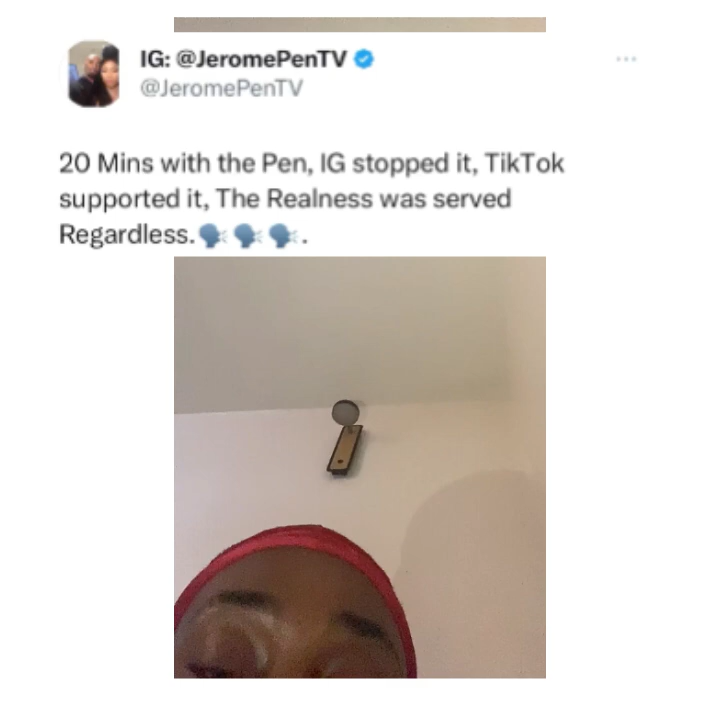 IG: @JeromePenTV
@JeromePenTV
20 Mins with the Pen, IG stopped it, TikTok
supported it, The Realness was served
Regardless.🗣️🗣️🗣️.